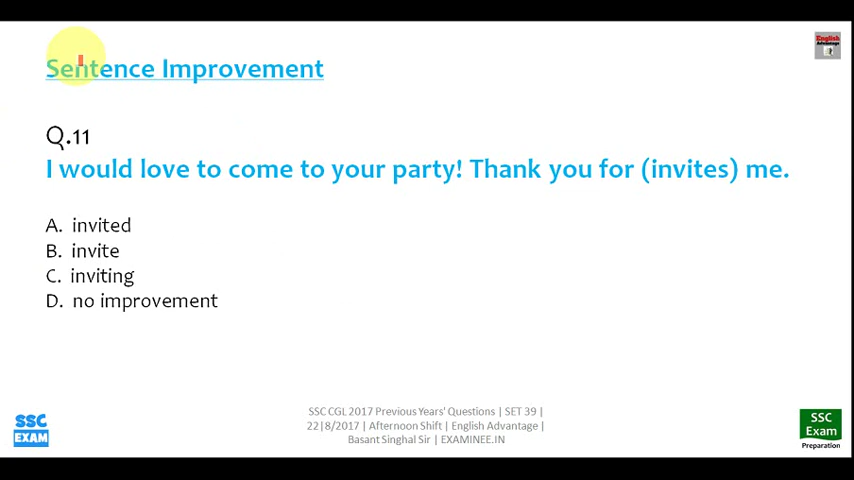 English
Advantage
Sentence Improvement
Q.11
I would love to come to your party! Thank you for (invites) me.
A. invited
B. invite
C. inviting
D. no improvement
SSC
EXAM
SSC CGL 2017 Previous Years' Questions | SET 39 |
22|8/2017 | Afternoon Shift | English Advantage |
Basant Singhal Sir | EXAMINEE.IN
SSC
Exam
Preparation